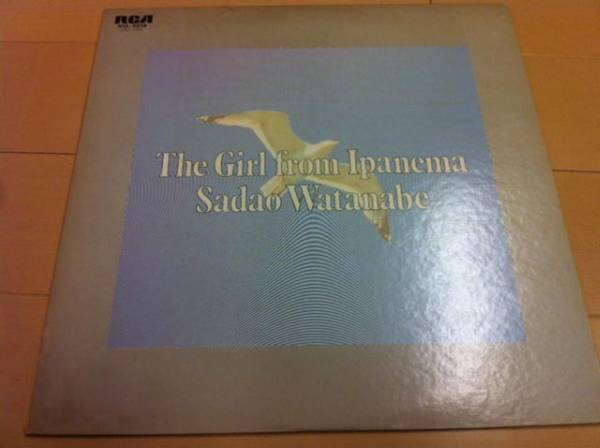 RCA
The Girl from Ipanema
Sadao Watanabe